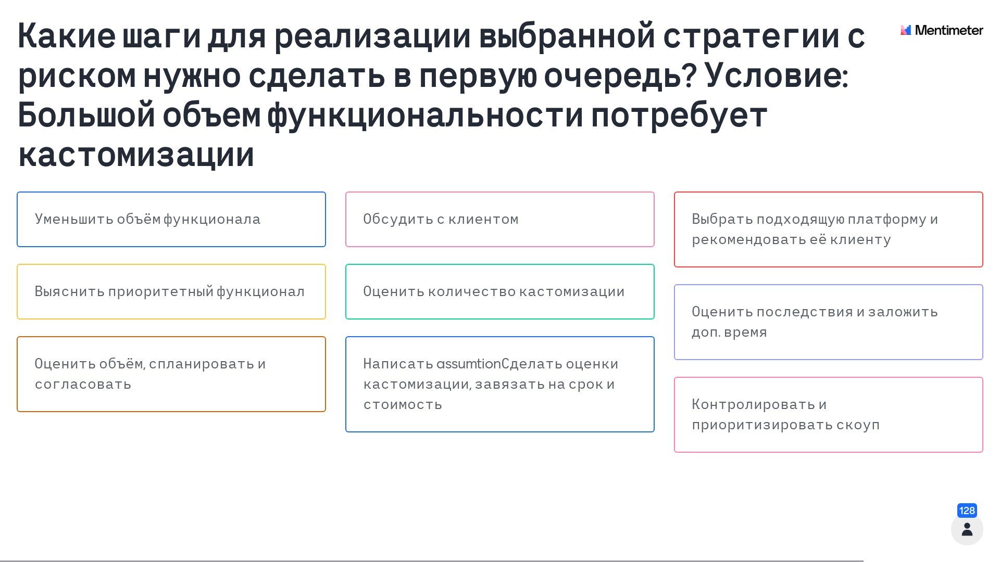 Какие шаги для реализации выбранной стратегии с
риском нужно сделать в первую очередь? Условие:
Большой объем функциональности потребует
кастомизации
Mentimeter
Уменьшить объём функционала
Выяснить приоритетный функционал
Оценить объём, спланировать и
согласовать
Обсудить с клиентом
Оценить количество кастомизации
Написать assumtionСделать оценки
кастомизации, завязать на срок и
стоимость
Выбрать подходящую платформу и
рекомендовать её клиенту
Оценить последствия и заложить
доп. время
Контролировать и
приоритизировать скоуп
128